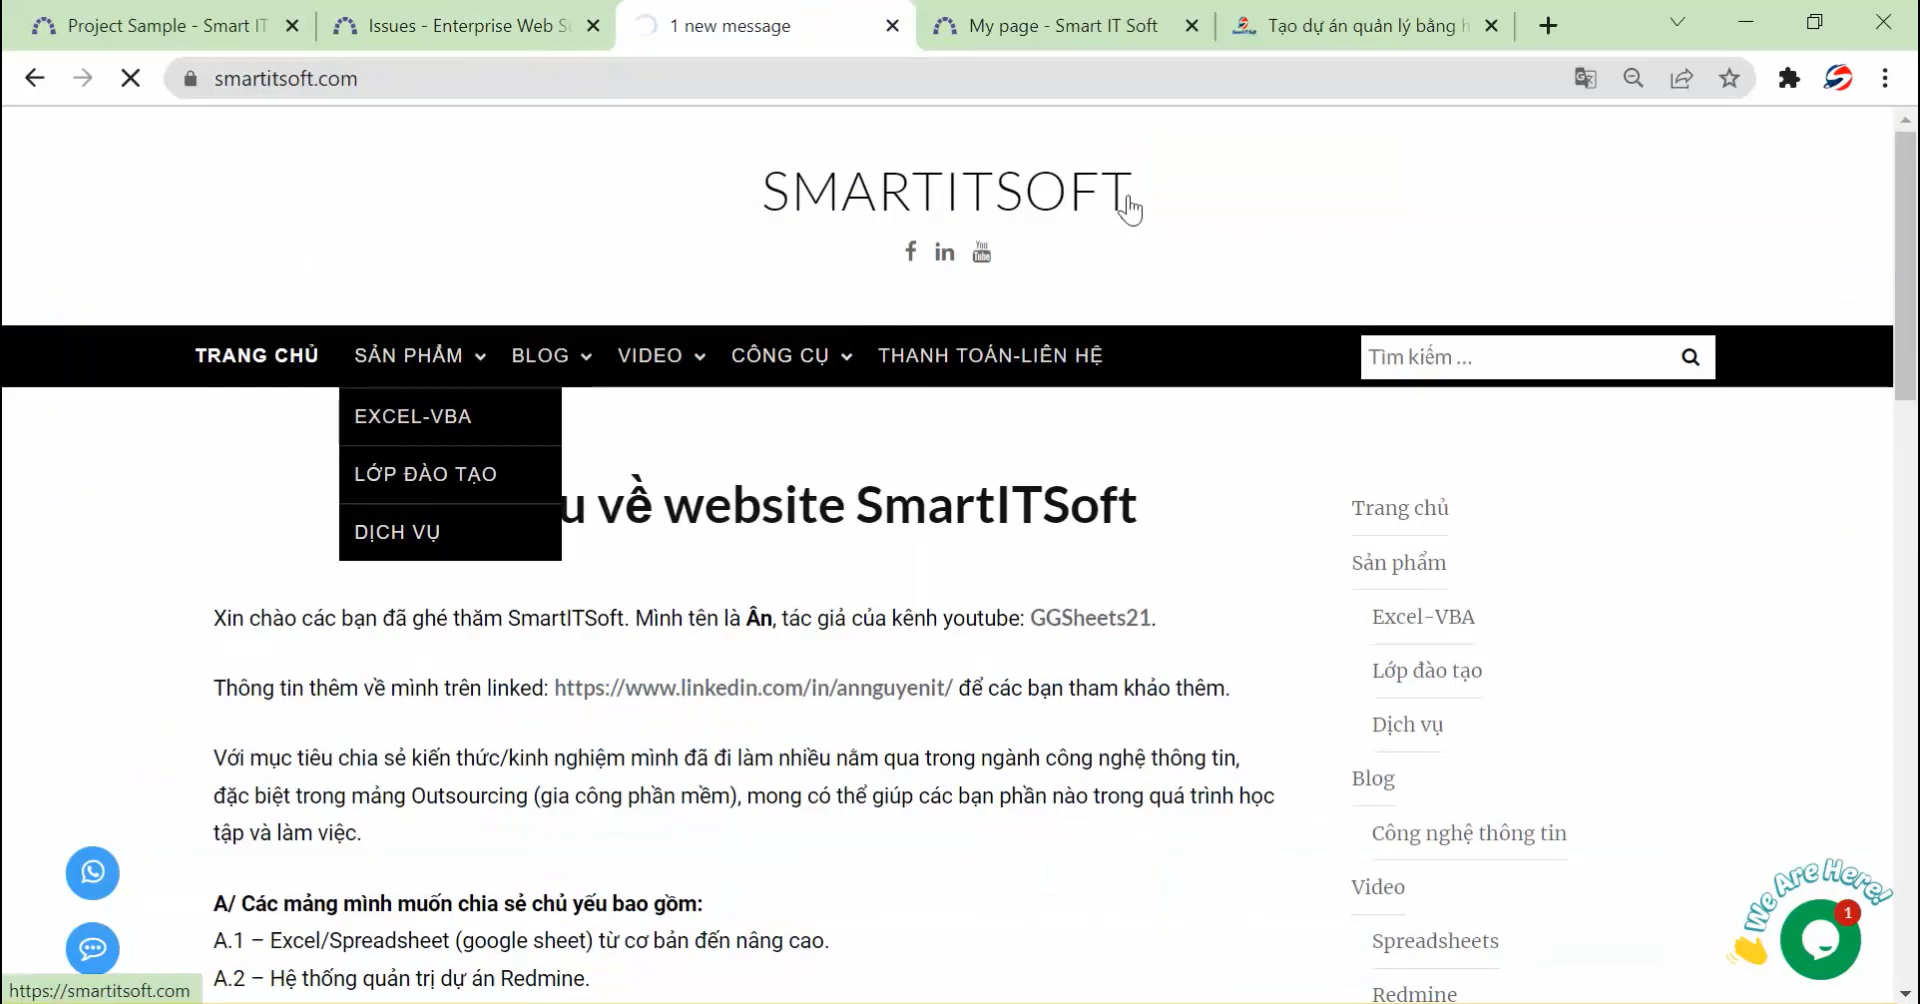 Project Sample - Smart IT
Issues - Enterprise Web S
1 new message
My page - Smart IT Soft
Tạo dự án quản lý bằng h
smartitsoft.com
SMARTITSOFT
You
Tube
TRANG CHỦ
SẢN PHẨM
BLOG
VIDEO
CÔNG CỤ
THANH TOÁN-LIÊN HỆ
Tìm kiếm ...
EXCEL-VBA
LỚP ĐÀO TẠO
DỊCH VỤ
u về website SmartITSoft
Xin chào các bạn đã ghé thăm SmartITSoft. Mình tên là Ân, tác giả của kênh youtube: GGSheets21.
Thông tin thêm về mình trên linked: https://www.linkedin.com/in/annguyenit/ để các bạn tham khảo thêm.
Với mục tiêu chia sẻ kiến thức/kinh nghiệm mình đã đi làm nhiều năm qua trong ngành công nghệ thông tin,
đặc biệt trong mảng Outsourcing (gia công phần mềm), mong có thể giúp các bạn phần nào trong quá trình học
tập và làm việc.
A/ Các mảng mình muốn chia sẻ chủ yếu bao gồm:
A.1 – Excel/Spreadsheet (google sheet) từ cơ bản đến nâng cao.
A.2 – Hệ thống quản trị dự án Redmine.
Trang chủ
Sản phẩm
Excel-VBA
Lớp đào tạo
Dịch vụ
Blog
Công nghệ thông tin
Video
Spreadsheets
Redmine
We Are Here!
1
https://smartitsoft.com